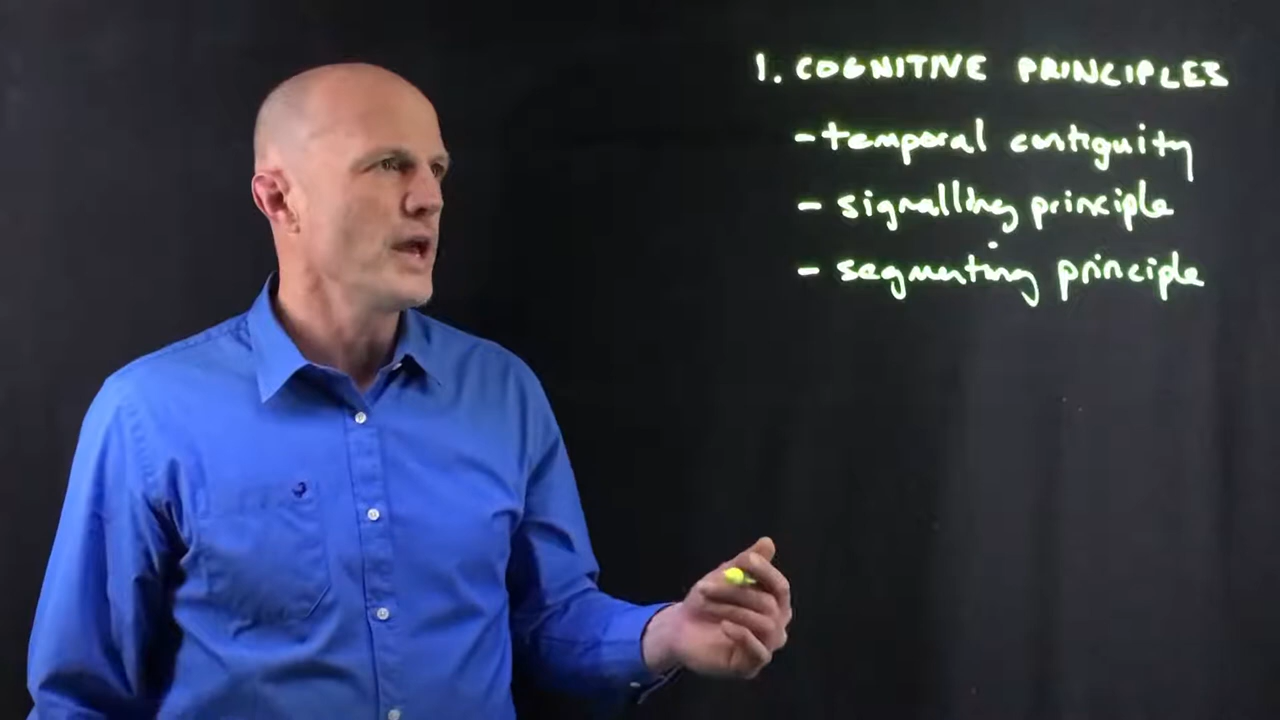 1. COGNITIVE PRINCIPLES
- temporal contiguity
- signalling principle
- segmenting principle